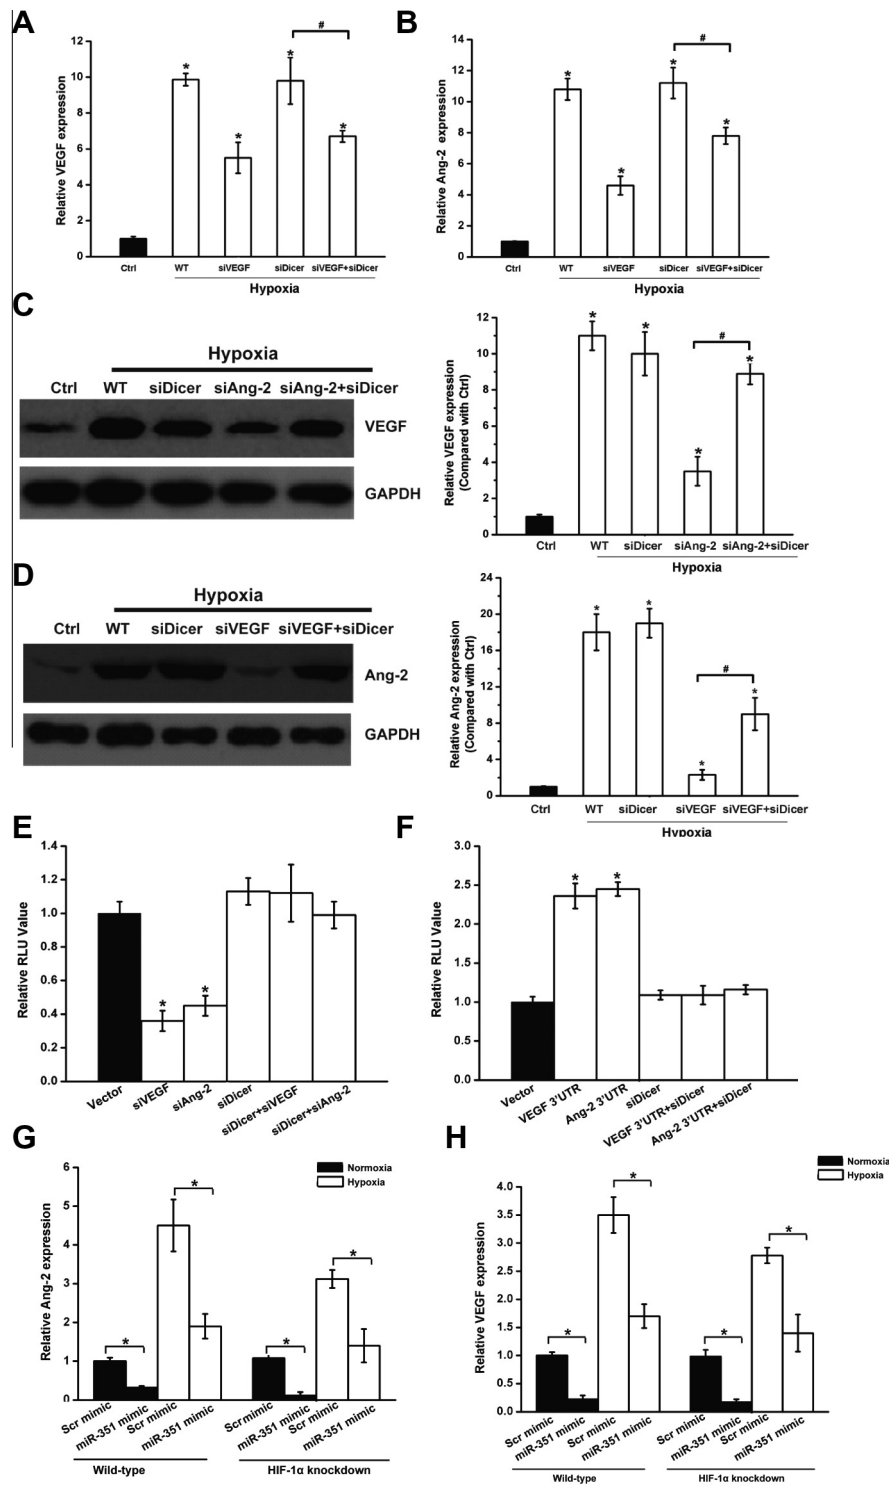 A
Relative VEGF expression
12
10
8
6
4
2
0
*
*
*
*
#
Ctrl
WT
siVEGF
siDicer
siVEGF+siDicer
Hypoxia
B
Relative Ang-2 expression
14
12
10
8
6
4
2
0
*
*
*
*
#
Ctrl
WT
siVEGF
siDicer
siVEGF+siDicer
Hypoxia
C
Hypoxia
Ctrl WT siDicer siAng-2 siAng-2+siDicer
VEGF
GAPDH
Relative VEGF expression
(Compared with Ctrl)
12
10
8
6
4
2
0
*
*
*
*
#
Ctrl
WT
siDicer
siAng-2
siAng-2+siDicer
Hypoxia
D
Hypoxia
Ctrl WT siDicer siVEGF siVEGF+siDicer
Ang-2
GAPDH
Relative Ang-2 expression
(Compared with Ctrl)
24
20
16
12
8
4
2
0
*
*
*
*
#
Ctrl
WT
siDicer
siVEGF
siVEGF+siDicer
Hypoxia
E
Relative RLU Value
1.4
1.2
1.0
0.8
0.6
0.4
0.2
0.0
*
*
Vector
siVEGF
siAng-2
siDicer
siDicer+siVEGF
siDicer+siAng-2
F
Relative RLU Value
3.0
2.5
2.0
1.5
1.0
0.5
0.0
*
*
Vector
VEGF 3'UTR
Ang-2 3'UTR
siDicer
VEGF 3'UTR+siDicer
Ang-2 3'UTR+siDicer
G
Relative Ang-2 expression
6
5
4
3
2
1
0
Normoxia
Hypoxia
*
*
*
*
Scr mimic
miR-351 mimic
Scr mimic
miR-351 mimic
Scr mimic
miR-351 mimic
Scr mimic
miR-351 mimic
Wild-type
HIF-1α knockdown
H
Relative VEGF expression
4.0
3.5
3.0
2.5
2.0
1.5
1.0
0.5
0.0
Normoxia
Hypoxia
*
*
*
*
Scr mimic
miR-351 mimic
Scr mimic
miR-351 mimic
Scr mimic
miR-351 mimic
Scr mimic
miR-351 mimic
Wild-type
HIF-1α knockdown